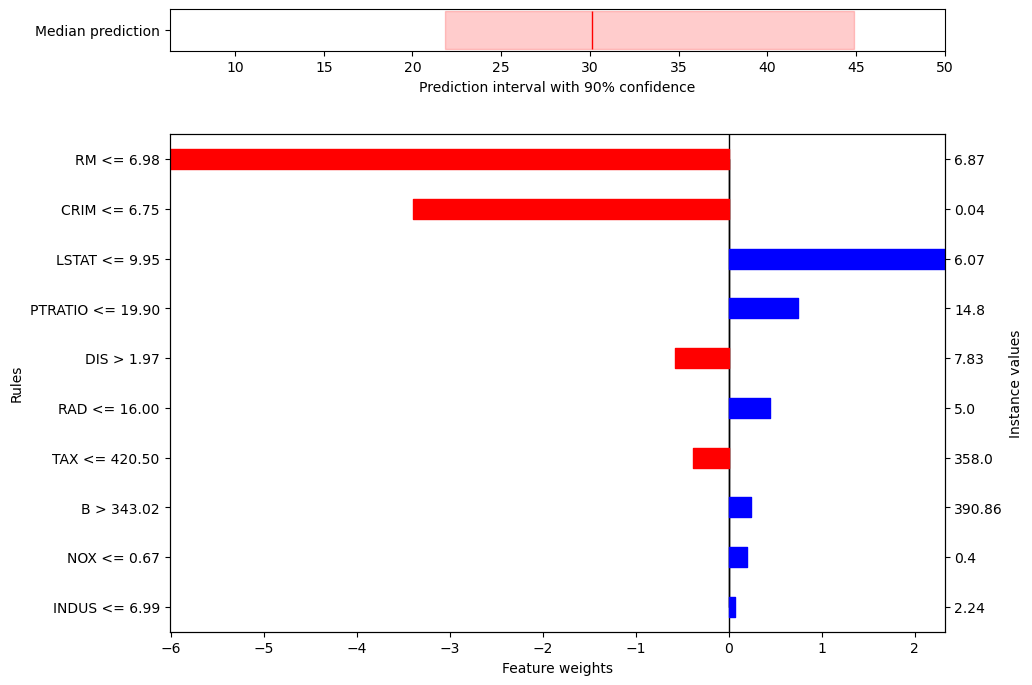 Median prediction
10 15 20 25 30 35 40 45 50
Prediction interval with 90% confidence
Rules
RM <= 6.98 6.87
CRIM <= 6.75 0.04
LSTAT <= 9.95 6.07
PTRATIO <= 19.90 14.8
DIS > 1.97 7.83
RAD <= 16.00 5.0
TAX <= 420.50 358.0
B > 343.02 390.86
NOX <= 0.67 0.4
INDUS <= 6.99 2.24
Instance values
−6 −5 −4 −3 −2 −1 0 1 2
Feature weights